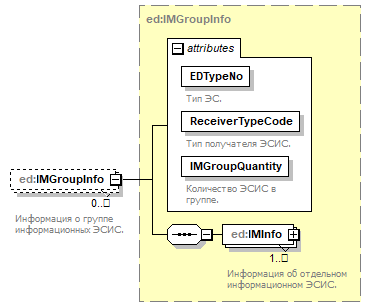 ed:IMGroupInfo
attributes
EDTypeNo
Тип ЭС.
ReceiverTypeCode
Тип получателя ЭСИС.
IMGroupQuantity
Количество ЭСИС в
группе.
ed:IMGroupInfo
0..□
Информация о группе
информационных ЭСИС.
ed:IMInfo
1..□
Информация об отдельном
информационном ЭСИС.